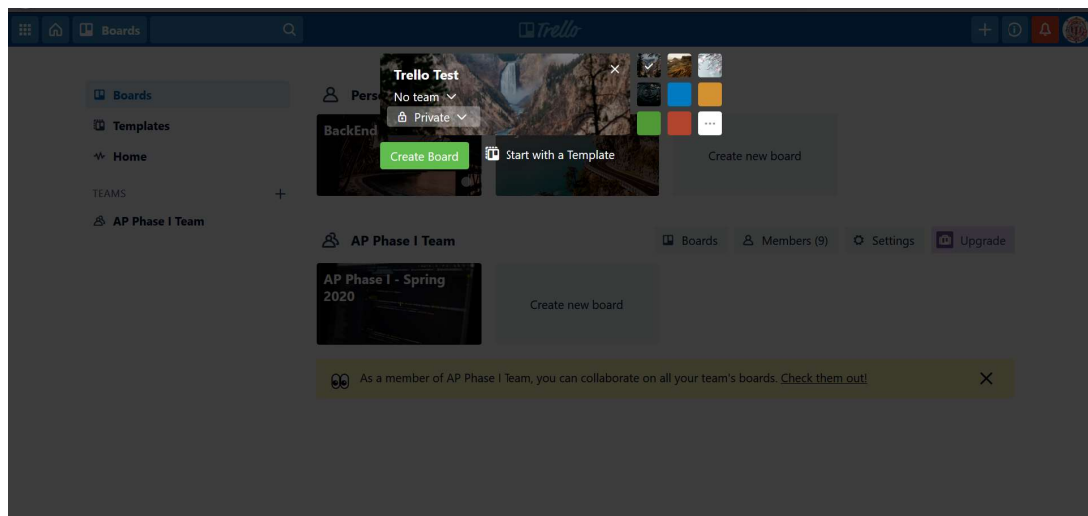 Boards
Trello
Trello Test
No team
Private
Create Board
Start with a Template
Boards
Templates
Home
TEAMS
AP Phase I Team
BackEnd
Create new board
AP Phase I Team
Boards
Members (9)
Settings
Upgrade
AP Phase I - Spring
2020
Create new board
As a member of AP Phase I Team, you can collaborate on all your team's boards. Check them out!